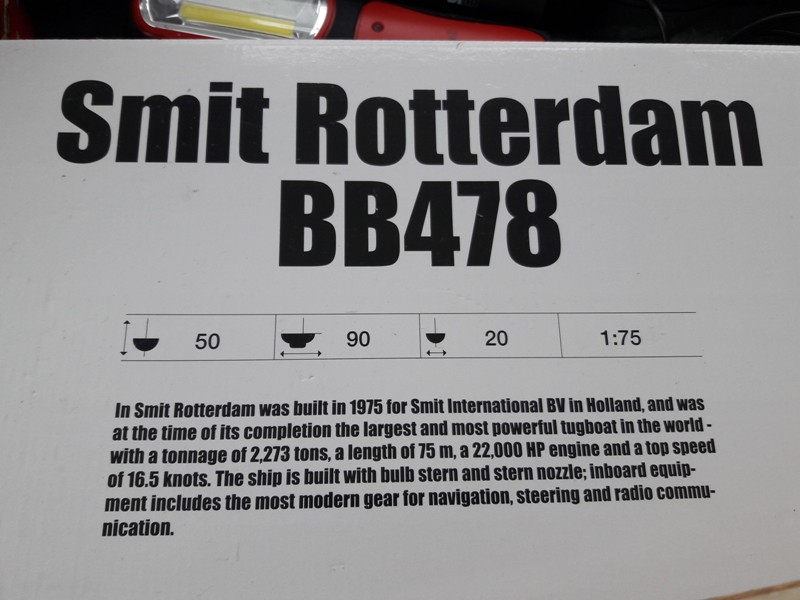 Smit Rotterdam
BB478
50 90 20 1:75
In Smit Rotterdam was built in 1975 for Smit International BV in Holland, and was
at the time of its completion the largest and most powerful tugboat in the world -
with a tonnage of 2,273 tons, a length of 75 m, a 22,000 HP engine and a top speed
of 16.5 knots. The ship is built with bulb stern and stern nozzle; inboard equip-
ment includes the most modern gear for navigation, steering and radio commu-
nication.